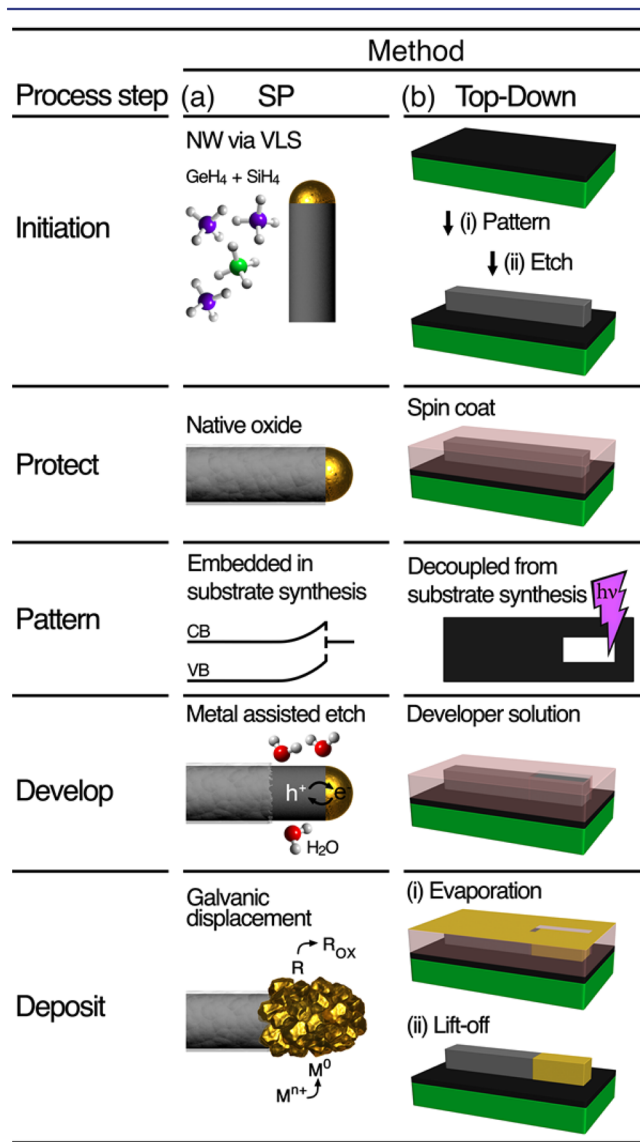 Method
Process step (a) SP (b) Top-Down
Initiation
NW via VLS
GeH₄ + SiH₄
(i) Pattern
(ii) Etch
Protect
Native oxide
Spin coat
Pattern
Embedded in
substrate synthesis
CB
VB
Decoupled from
substrate synthesis
hν
Develop
Metal assisted etch
h⁺ e⁻
H₂O
Developer solution
Deposit
Galvanic
displacement
R → R_OX
M⁰
Mⁿ⁺
(i) Evaporation
(ii) Lift-off